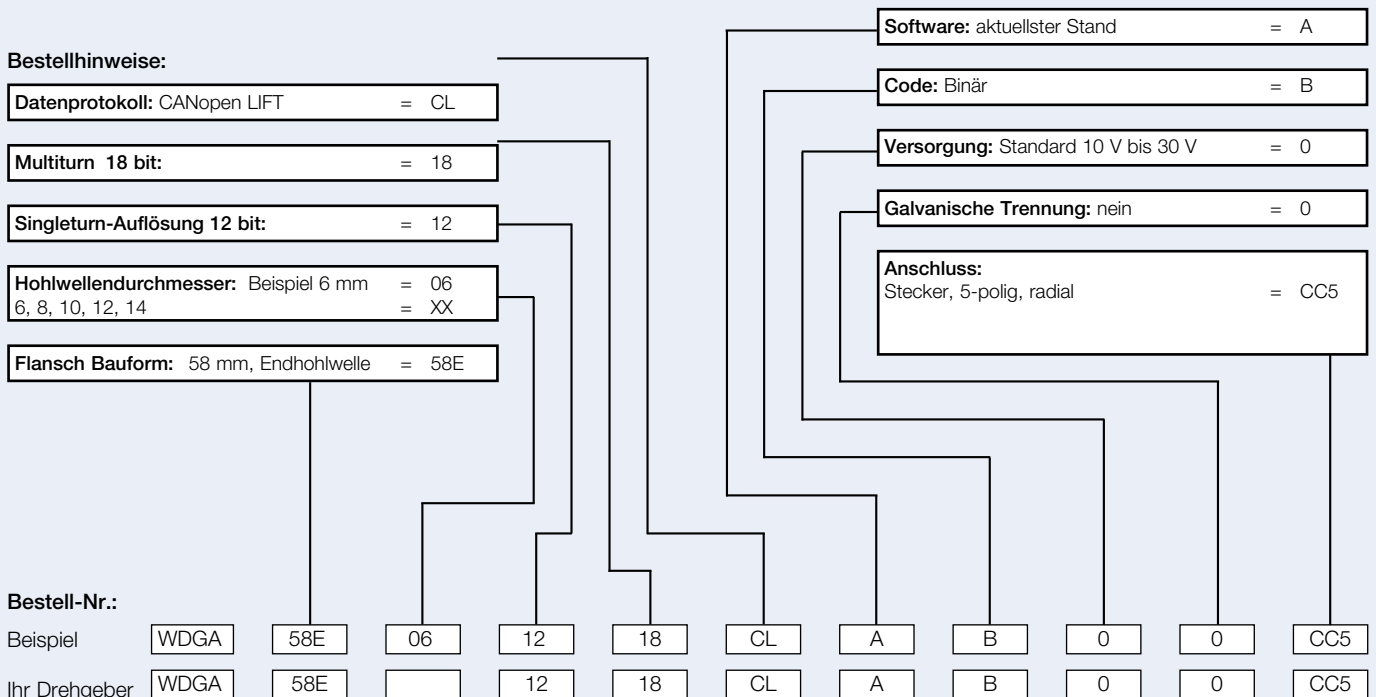 Bestellhinweise:
Datenprotokoll: CANopen LIFT = CL
Multiturn 18 bit: = 18
Singleturn-Auflösung 12 bit: = 12
Hohlwellendurchmesser: Beispiel 6 mm = 06
6, 8, 10, 12, 14 = XX
Flansch Bauform: 58 mm, Endhohlwelle = 58E
Software: aktuellster Stand = A
Code: Binär = B
Versorgung: Standard 10 V bis 30 V = 0
Galvanische Trennung: nein = 0
Anschluss:
Stecker, 5-polig, radial = CC5
Bestell-Nr.:
Beispiel WDGA 58E 06 12 18 CL A B 0 0 CC5
Ihr Drehgeber WDGA 58E 12 18 CL A B 0 0 CC5